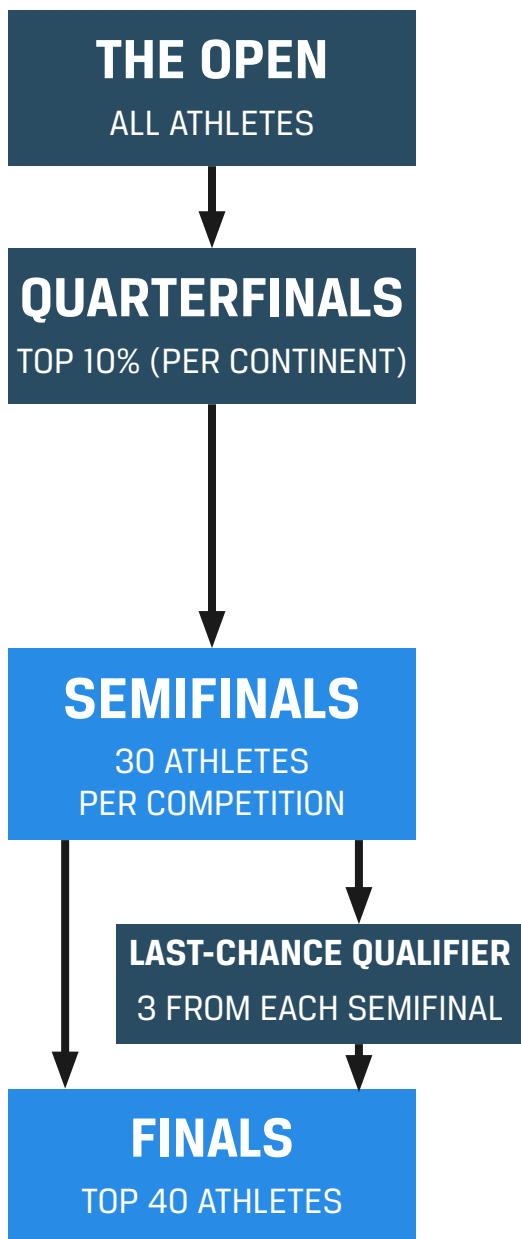 THE OPEN
ALL ATHLETES
QUARTERFINALS
TOP 10% (PER CONTINENT)
SEMIFINALS
30 ATHLETES
PER COMPETITION
LAST-CHANCE QUALIFIER
3 FROM EACH SEMIFINAL
FINALS
TOP 40 ATHLETES